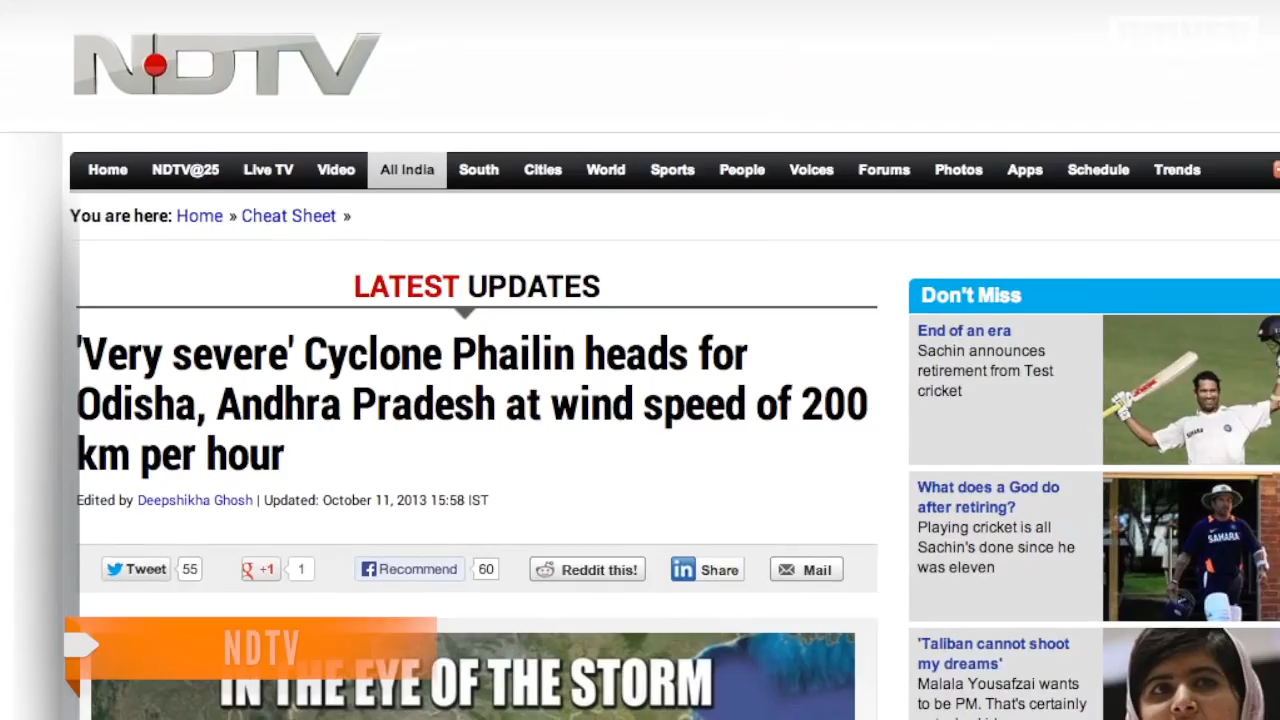 NDTV
Home NDTV@25 Live TV Video All India South Cities World Sports People Voices Forums Photos Apps Schedule Trends
You are here: Home » Cheat Sheet »
LATEST UPDATES
'Very severe' Cyclone Phailin heads for
Odisha, Andhra Pradesh at wind speed of 200
km per hour
Edited by Deepshikha Ghosh | Updated: October 11, 2013 15:58 IST
Tweet 55 g +1 1 Recommend 60 Reddit this! in Share Mail
NDTV
IN THE EYE OF THE STORM
Don't Miss
End of an era
Sachin announces
retirement from Test
cricket
SAHARA
What does a God do
after retiring?
Playing cricket is all
Sachin's done since he
was eleven
SAHARA
'Taliban cannot shoot
my dreams'
Malala Yousafzai wants
to be PM. That's certainly